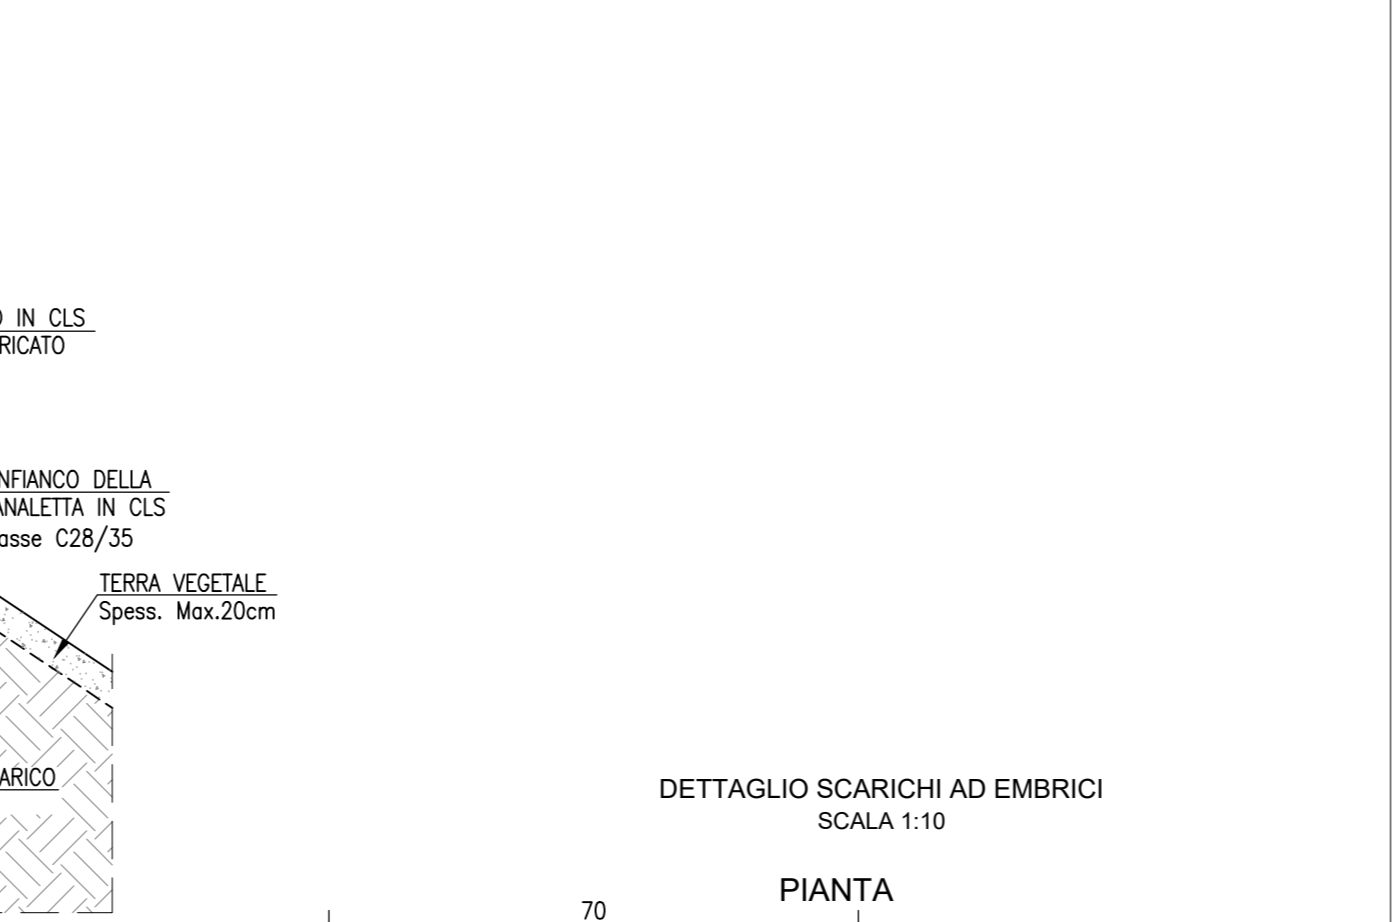 IN CLS
RICATO
NFIANCO DELLA
ANALETTA IN CLS
asse C28/35
TERRA VEGETALE
Spess. Max.20cm
ARICO
DETTAGLIO SCARICHI AD EMBRICI
SCALA 1:10
PIANTA
70